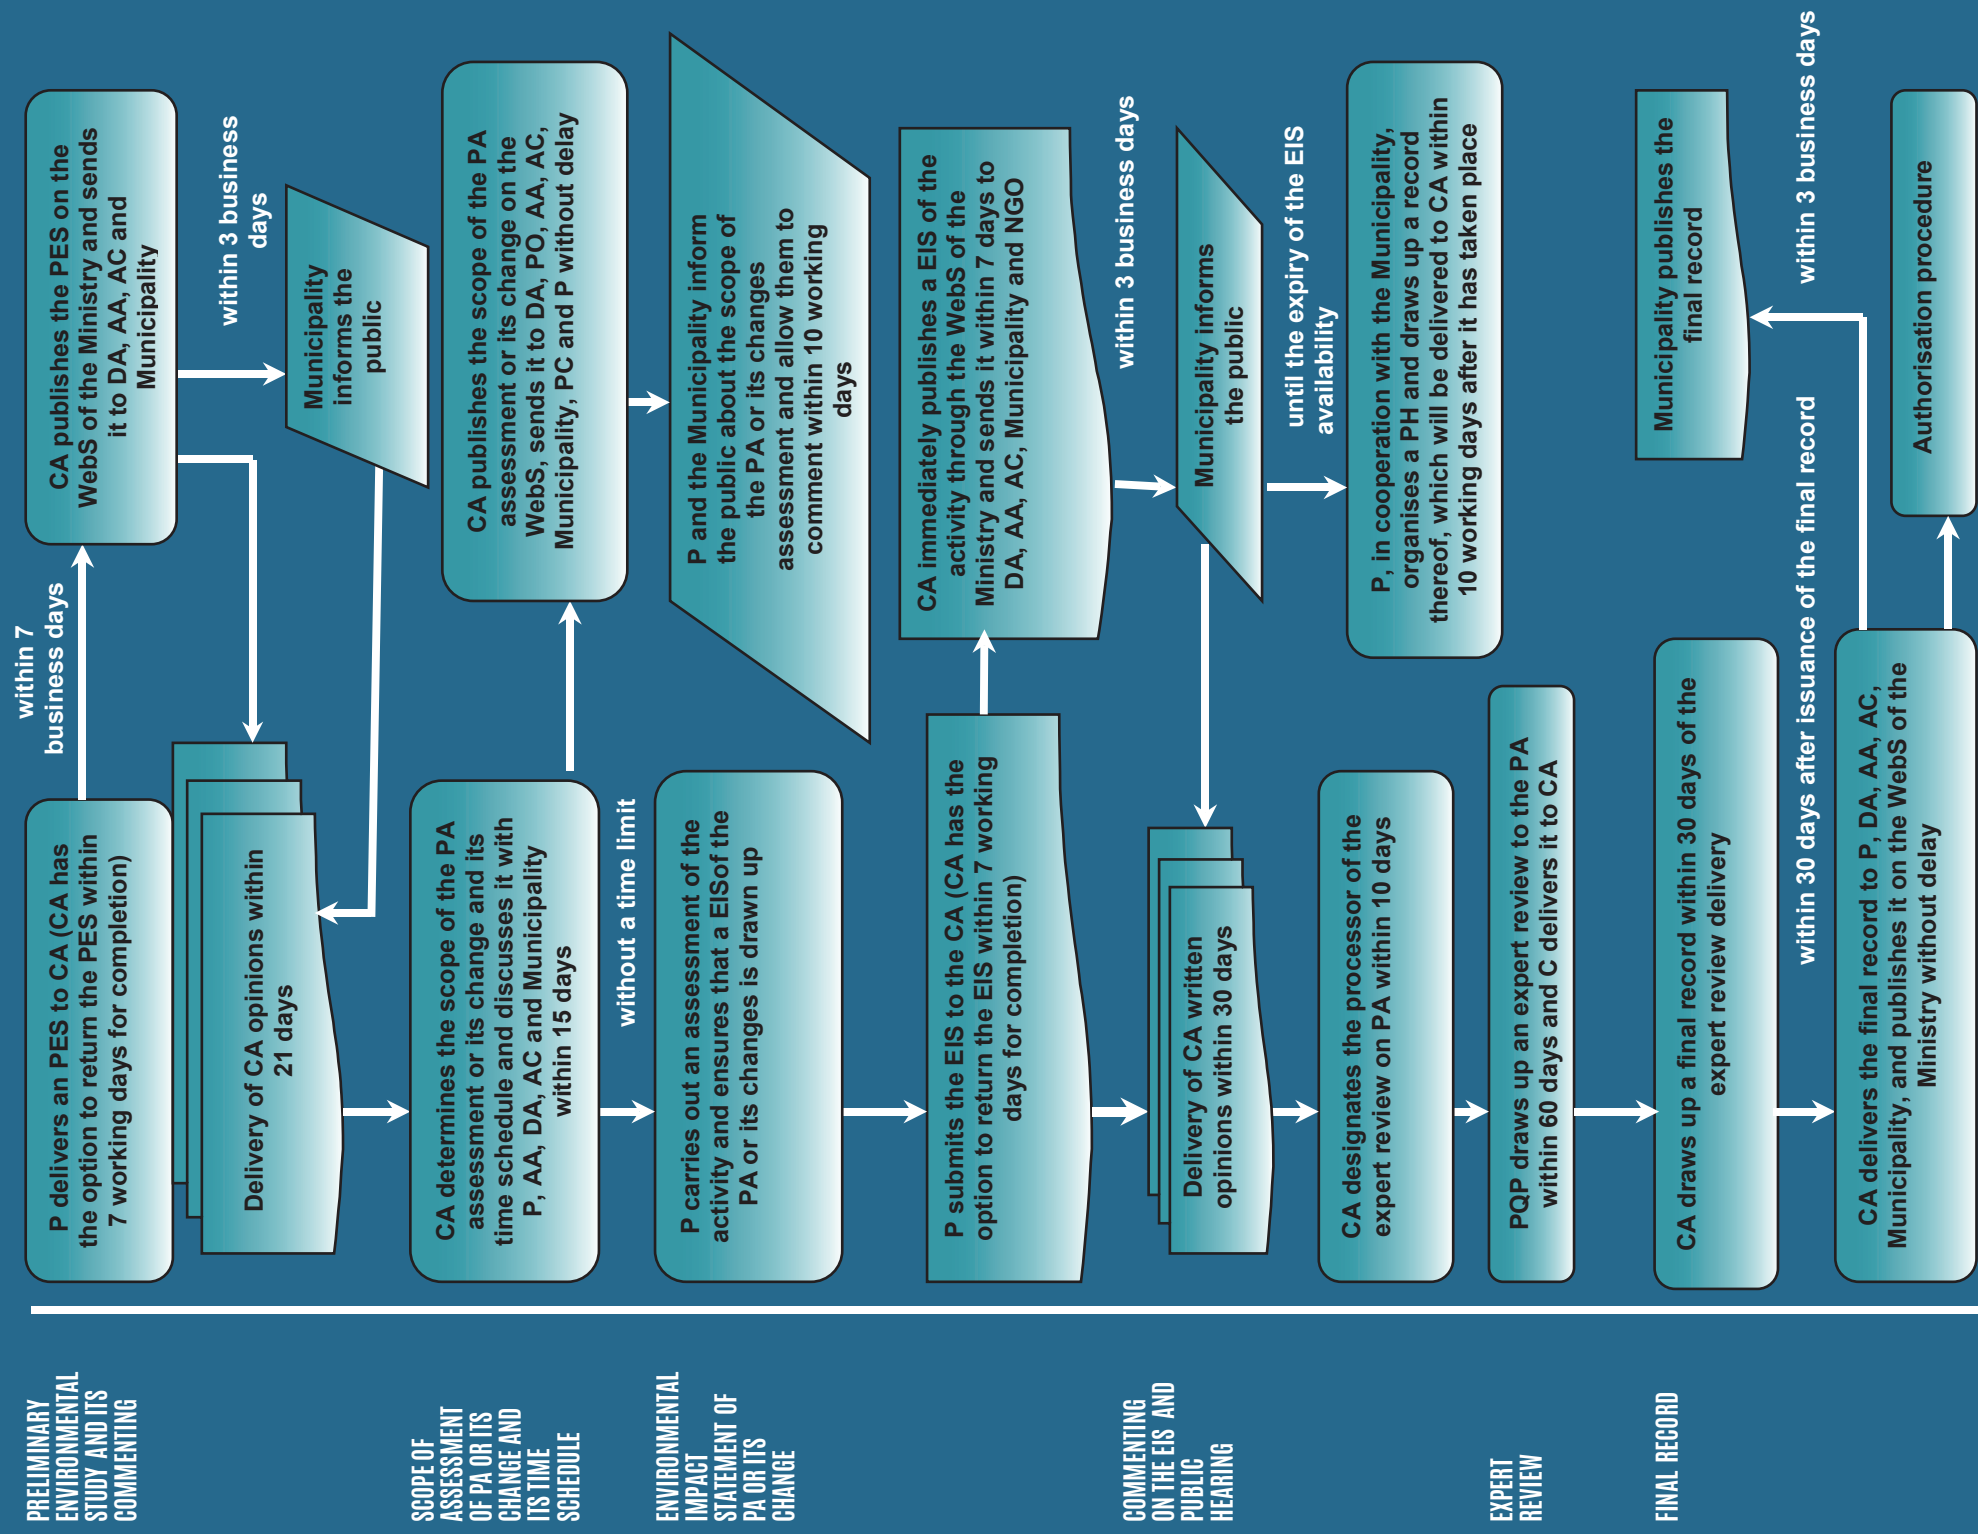 PRELIMINARY
ENVIRONMENTAL
STUDY AND ITS
COMMENTING
P delivers an PES to CA (CA has
the option to return the PES within
7 working days for completion)
within 7
business days
CA publishes the PES on the
WebS of the Ministry and sends
it to DA, AA, AC and
Municipality
within 3 business
days
Municipality
informs the
public
Delivery of CA opinions within
21 days
SCOPE OF
ASSESSMENT
OF PA OR ITS
CHANGE AND
ITS TIME
SCHEDULE
CA determines the scope of the PA
assessment or its change and its
time schedule and discusses it with
P, AA, DA, AC and Municipality
within 15 days
CA publishes the scope of the PA
assessment or its change on the
WebS, sends it to DA, PO, AA, AC,
Municipality, PC and P without delay
without a time limit
P and the Municipality inform
the public about the scope of
the PA or its changes
assessment and allow them to
comment within 10 working
days
ENVIRONMENTAL
IMPACT
STATEMENT OF
PA OR ITS
CHANGE
P carries out an assessment of the
activity and ensures that a EISof the
PA or its changes is drawn up
P submits the EIS to the CA (CA has the
option to return the EIS within 7 working
days for completion)
CA immediately publishes a EIS of the
activity through the WebS of the
Ministry and sends it within 7 days to
DA, AA, AC, Municipality and NGO
within 3 business days
COMMENTING
ON THE EIS AND
PUBLIC
HEARING
Delivery of CA written
opinions within 30 days
Municipality informs
the public
until the expiry of the EIS
availability
CA designates the processor of the
expert review on PA within 10 days
P, in cooperation with the Municipality,
organises a PH and draws up a record
thereof, which will be delivered to CA within
10 working days after it has taken place
EXPERT
REVIEW
PQP draws up an expert review to the PA
within 60 days and C delivers it to CA
FINAL RECORD
CA draws up a final record within 30 days of the
expert review delivery
Municipality publishes the
final record
within 30 days after issuance of the final record
within 3 business days
CA delivers the final record to P, DA, AA, AC,
Municipality, and publishes it on the WebS of the
Ministry without delay
Authorisation procedure